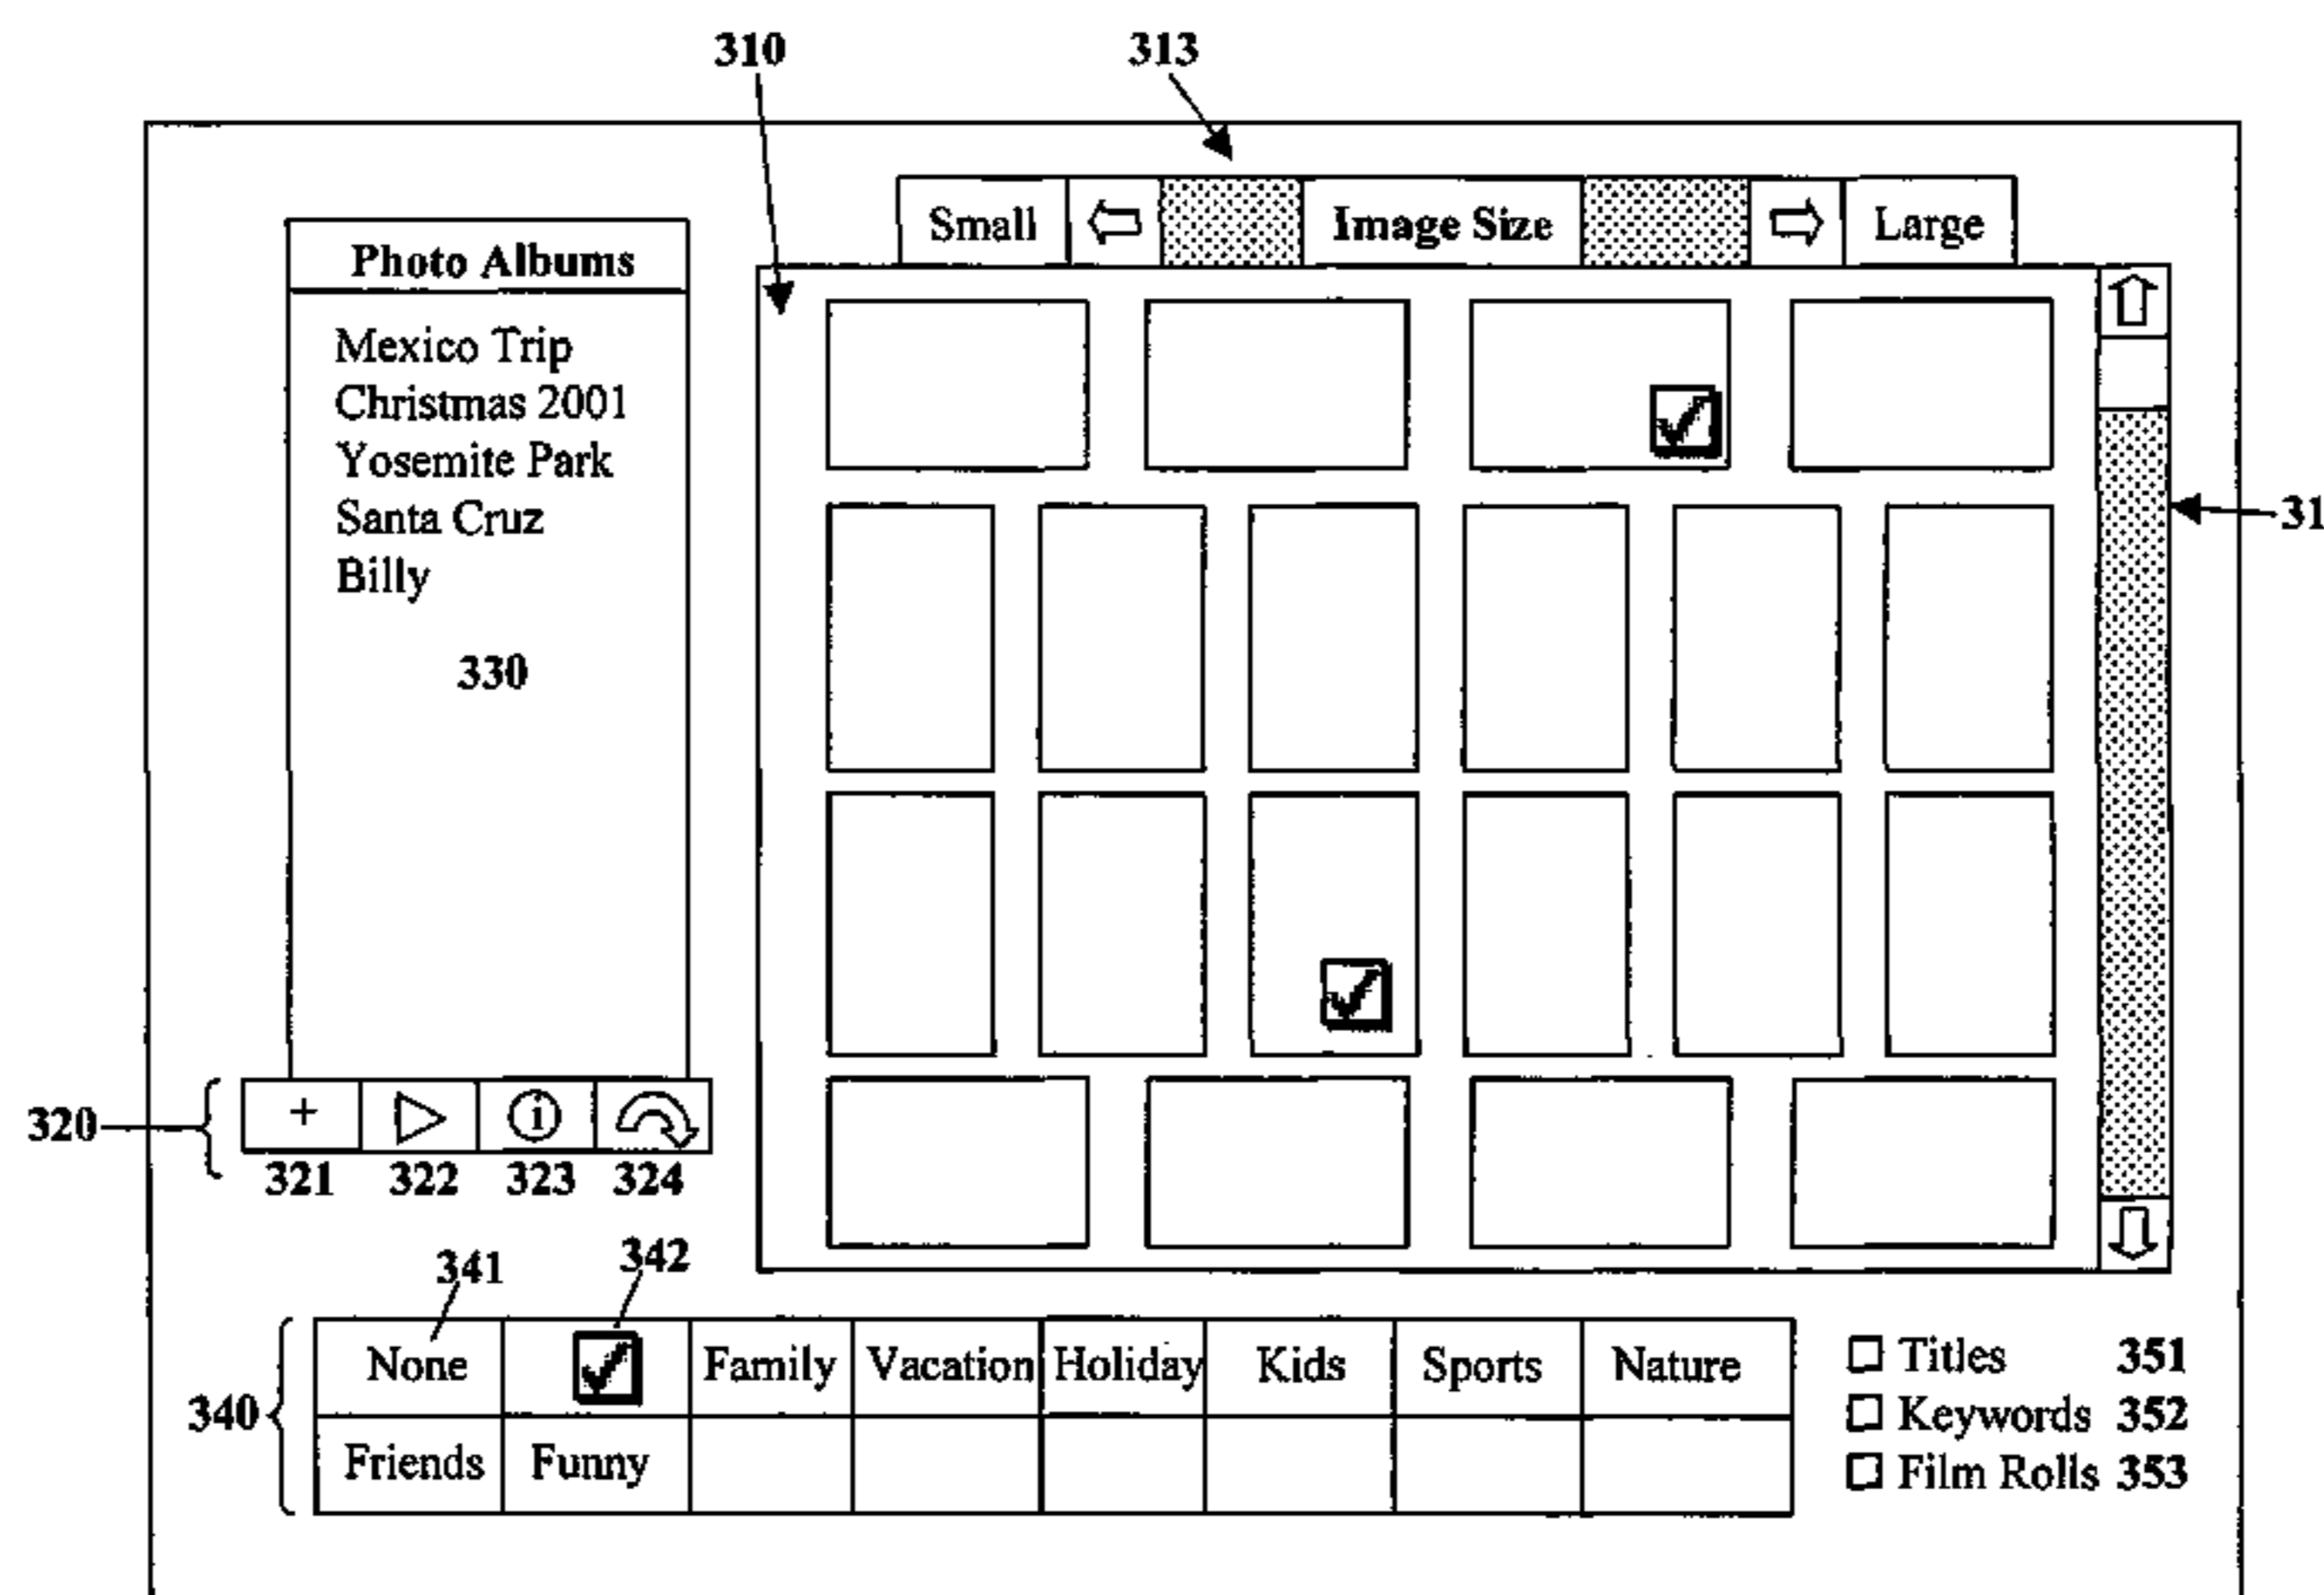 310
313
Small
Image Size
Large
Photo Albums
Mexico Trip
Christmas 2001
Yosemite Park
Santa Cruz
Billy
330
31
320
+
i
321 322 323 324
341
342
340
None
Family
Vacation
Holiday
Kids
Sports
Nature
Friends
Funny
Titles 351
Keywords 352
Film Rolls 353